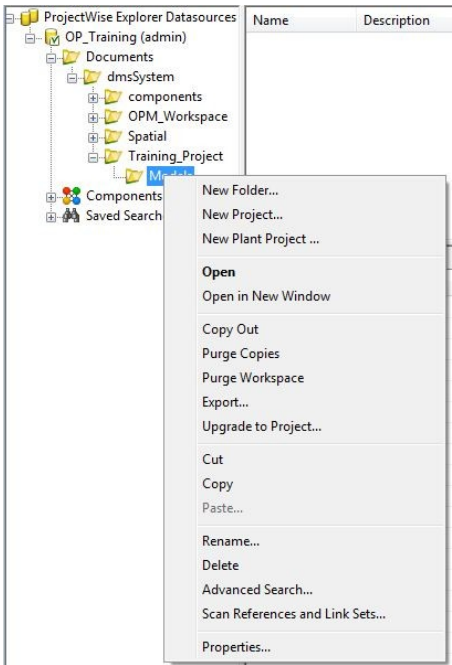 ProjectWise Explorer Datasources
Name
Description
OP_Training (admin)
Documents
dmsSystem
components
OPM_Workspace
Spatial
Training_Project
Components
Saved Search
New Folder...
New Project...
New Plant Project ...
Open
Open in New Window
Copy Out
Purge Copies
Purge Workspace
Export...
Upgrade to Project...
Cut
Copy
Paste...
Rename...
Delete
Advanced Search...
Scan References and Link Sets...
Properties...